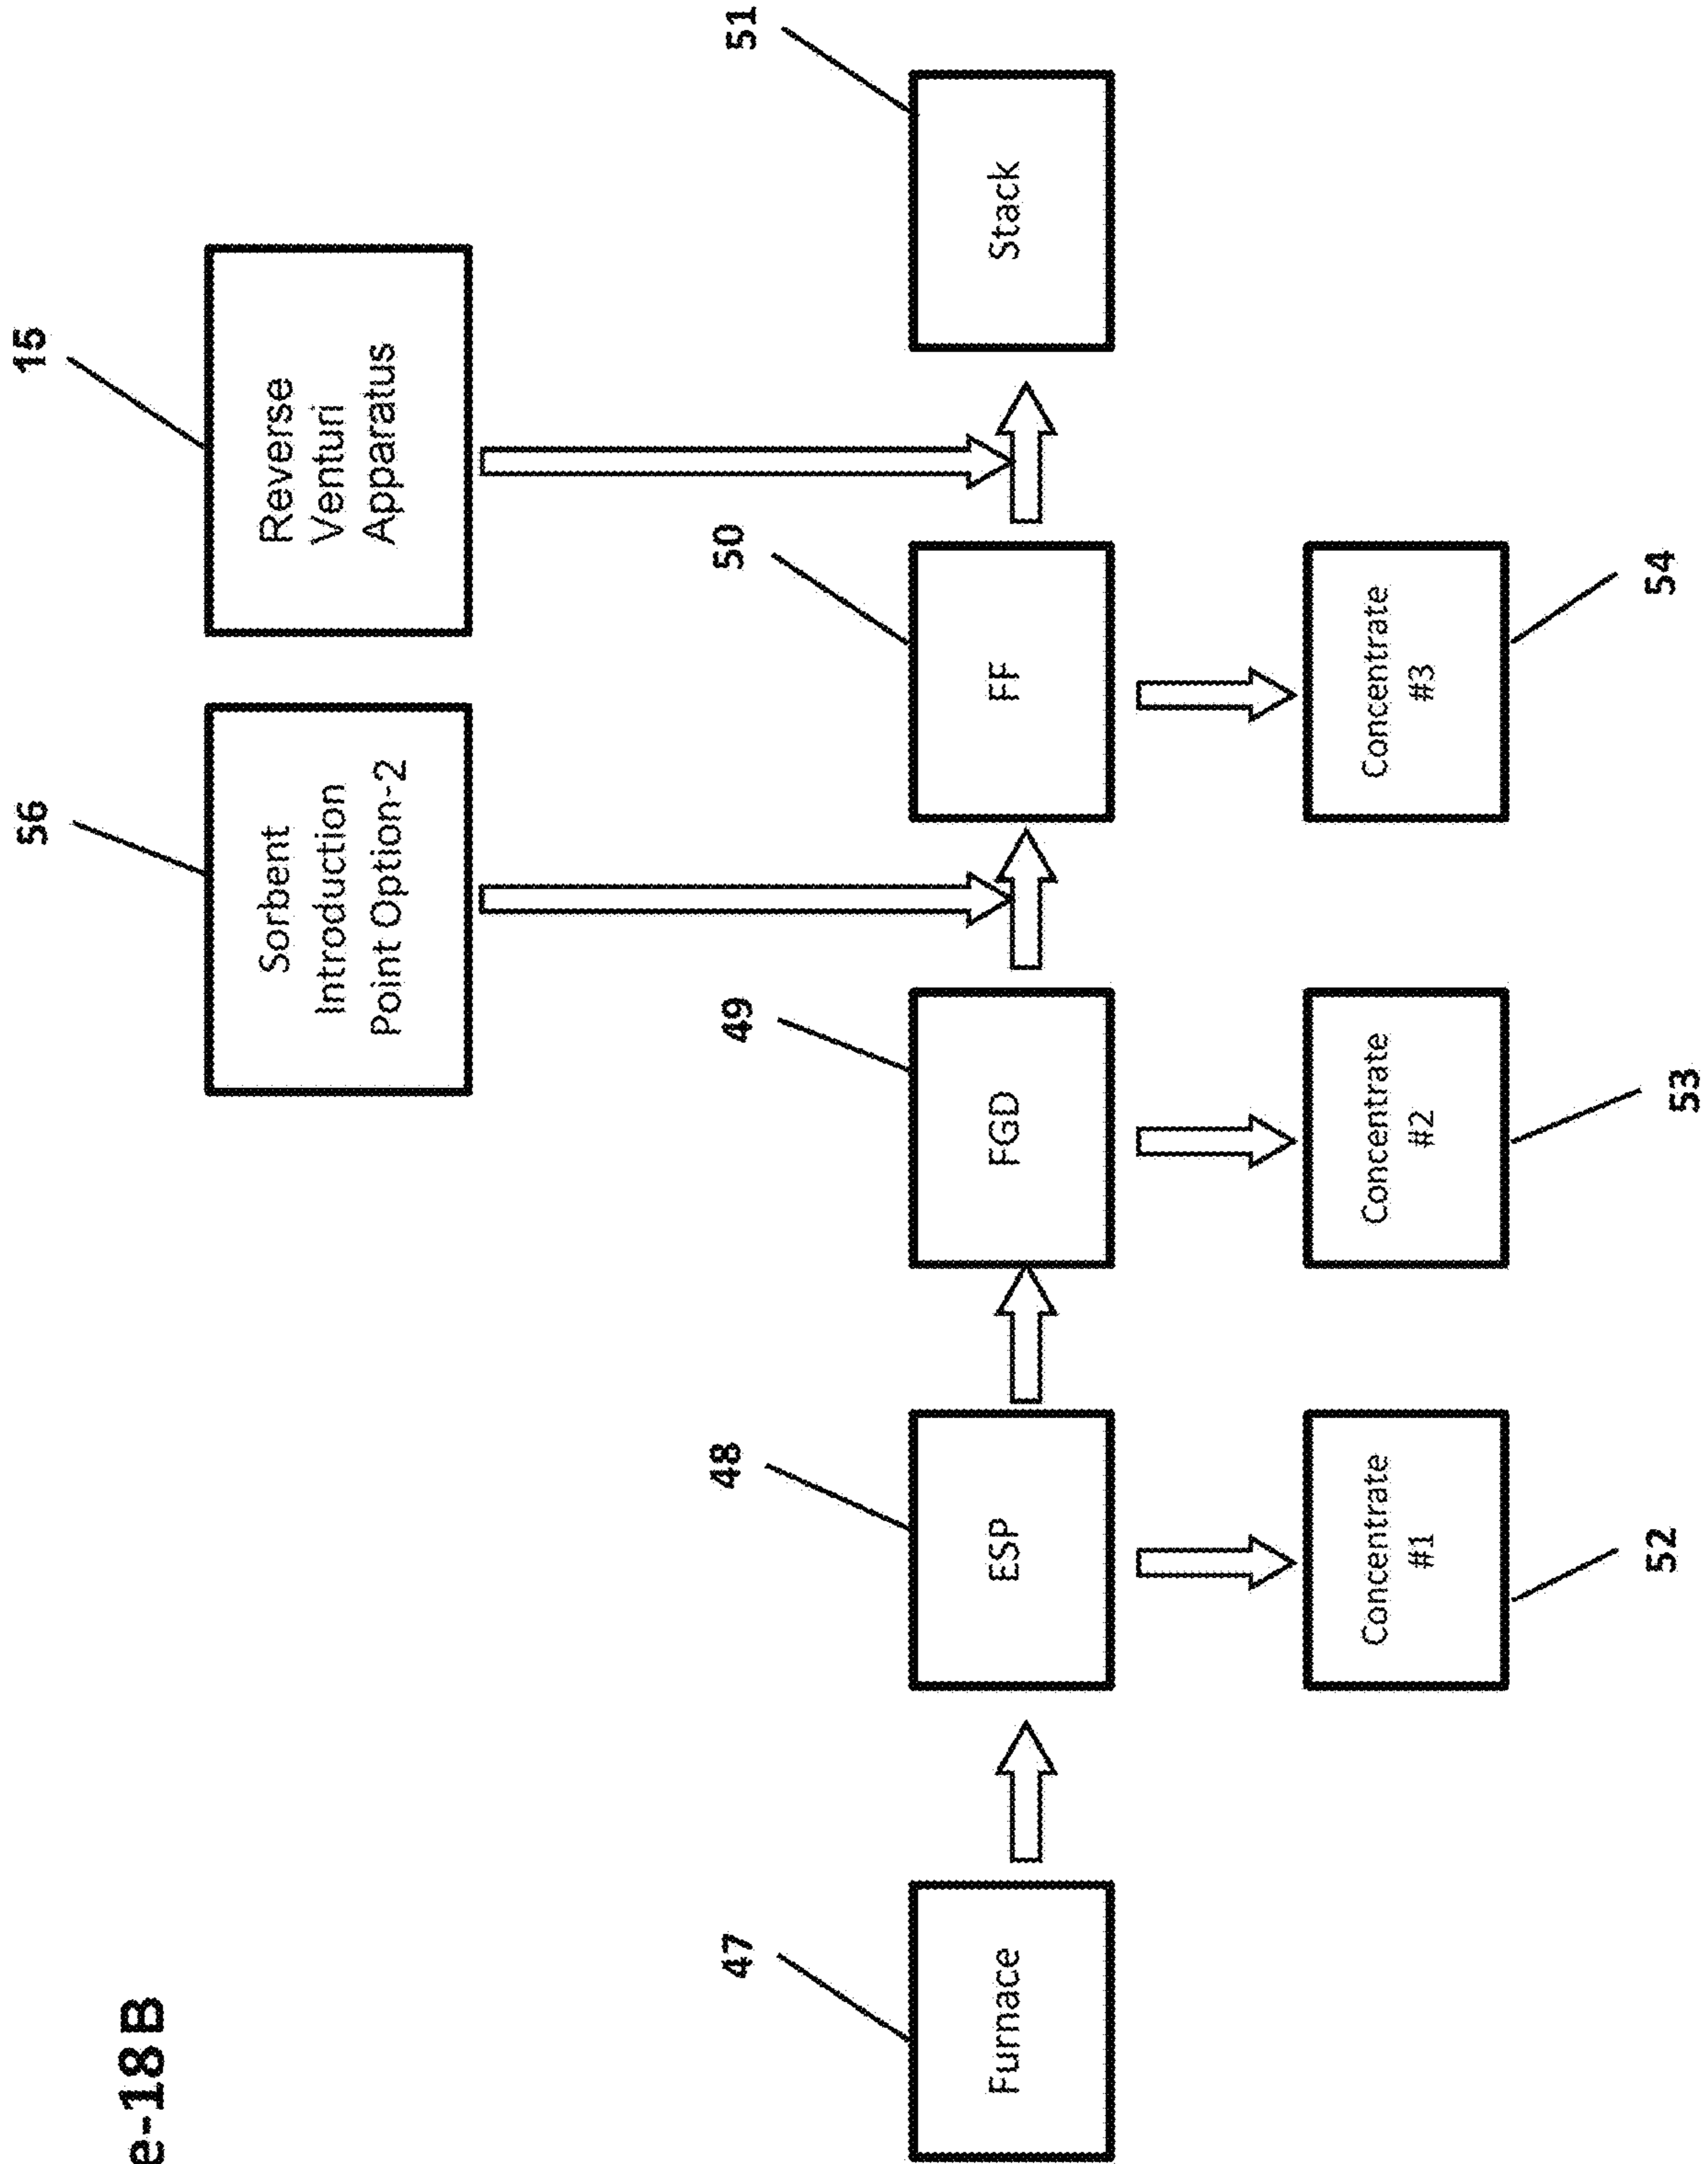 e-18 B
56
15
Sorbent
Introduction
Point Option-2
Reverse
Venturi
Apparatus
47
48
49
50
51
Furnace
ESP
FGD
FF
Stack
Concentrate
#1
Concentrate
#2
Concentrate
#3
52
53
54